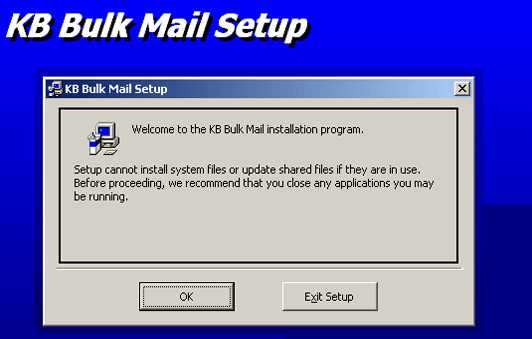 KB Bulk Mail Setup
KB Bulk Mail Setup
Welcome to the KB Bulk Mail installation program.
Setup cannot install system files or update shared files if they are in use.
Before proceeding, we recommend that you close any applications you may
be running.
OK
Exit Setup